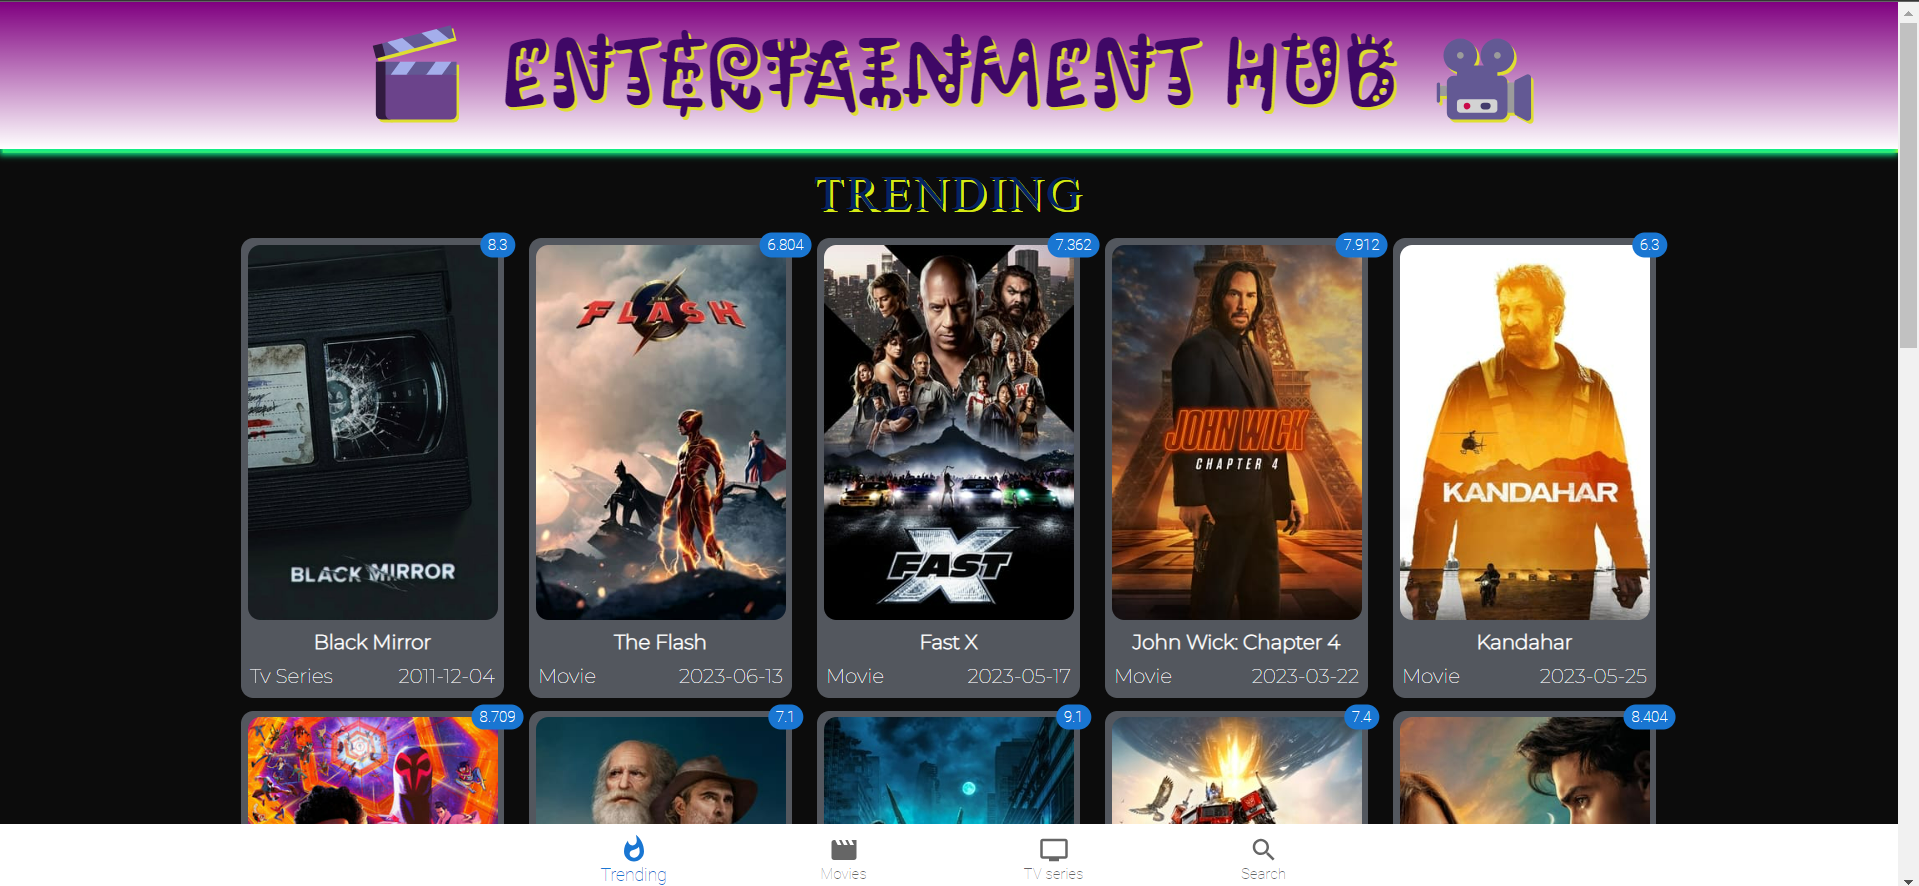 ENTERTAINMENT HUB
TRENDING
8.3
6.804
7.362
7.912
6.3
THE
FLASH
W
JOHN WICK
CHAPTER 4
KANDAHAR
FAST X
BLACK MIRROR
Black Mirror
The Flash
Fast X
John Wick: Chapter 4
Kandahar
Tv Series 2011-12-04
Movie 2023-06-13
Movie 2023-05-17
Movie 2023-03-22
Movie 2023-05-25
8.709
7.1
9.1
7.4
8.404
Trending
Movies
TV series
Search